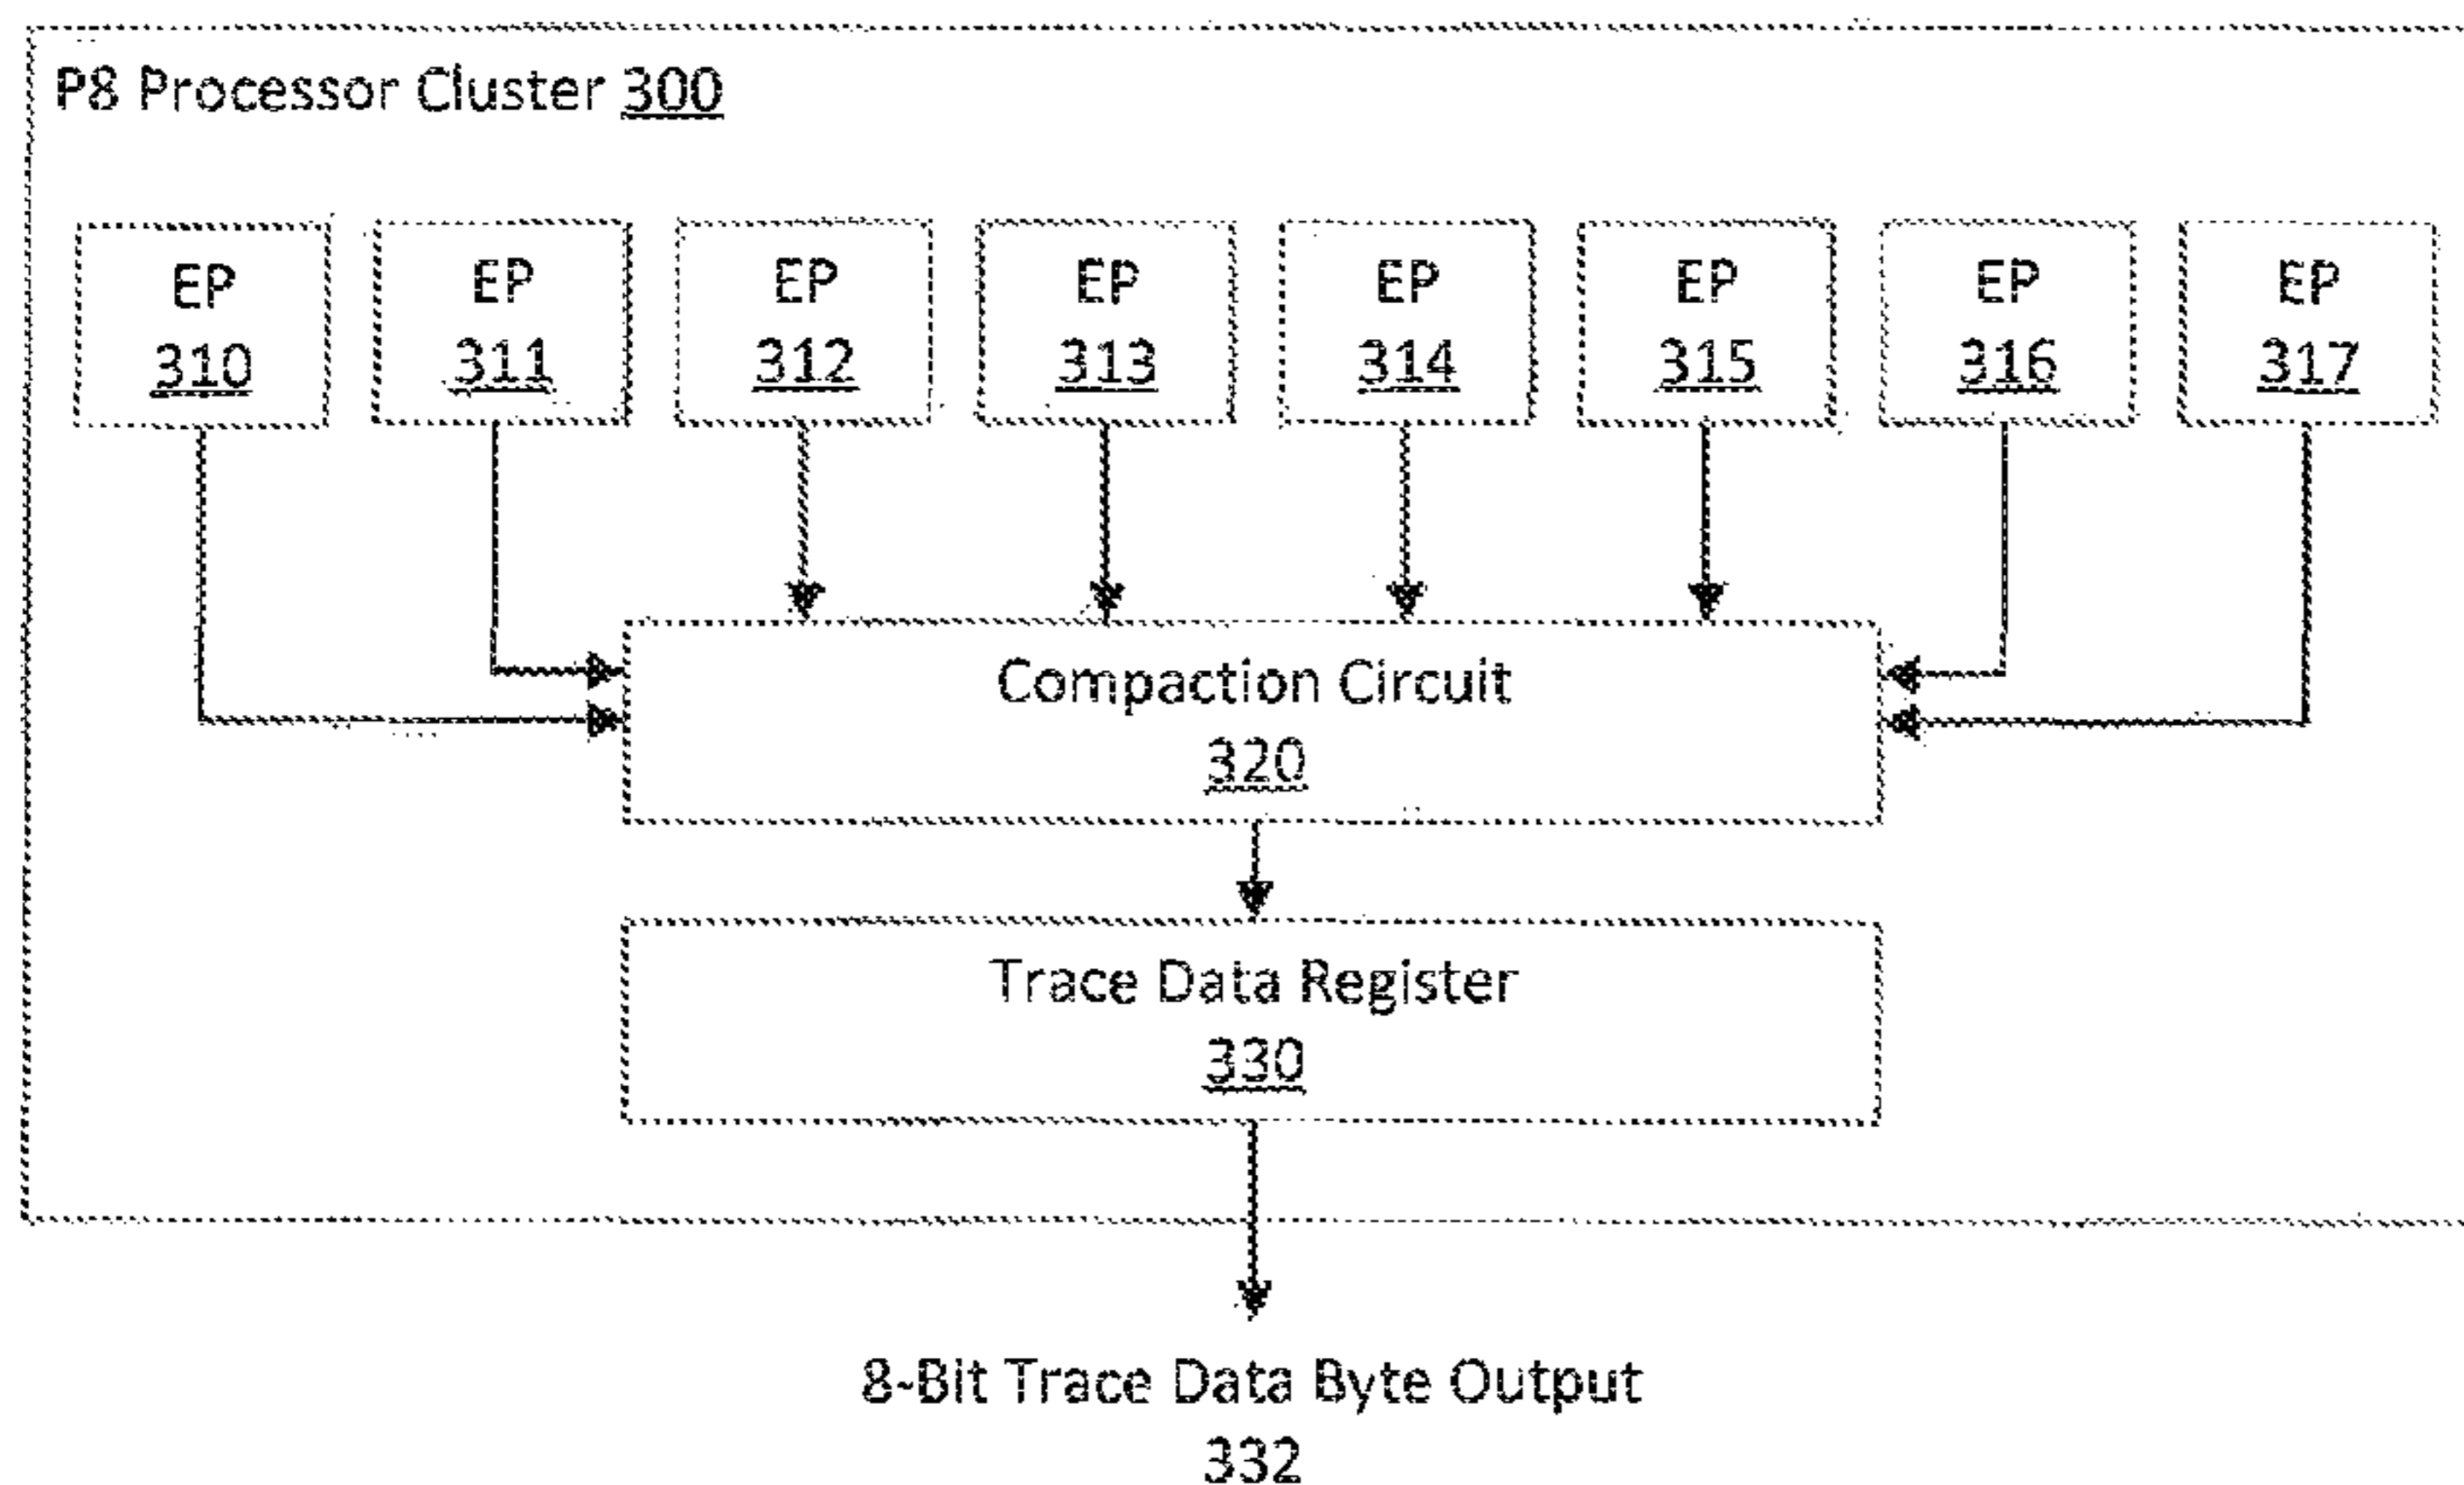 P8 Processor Cluster 300
EP EP EP EP EP EP EP EP
310 311 312 313 314 315 316 317
Compaction Circuit
320
Trace Data Register
330
8-Bit Trace Data Byte Output
332